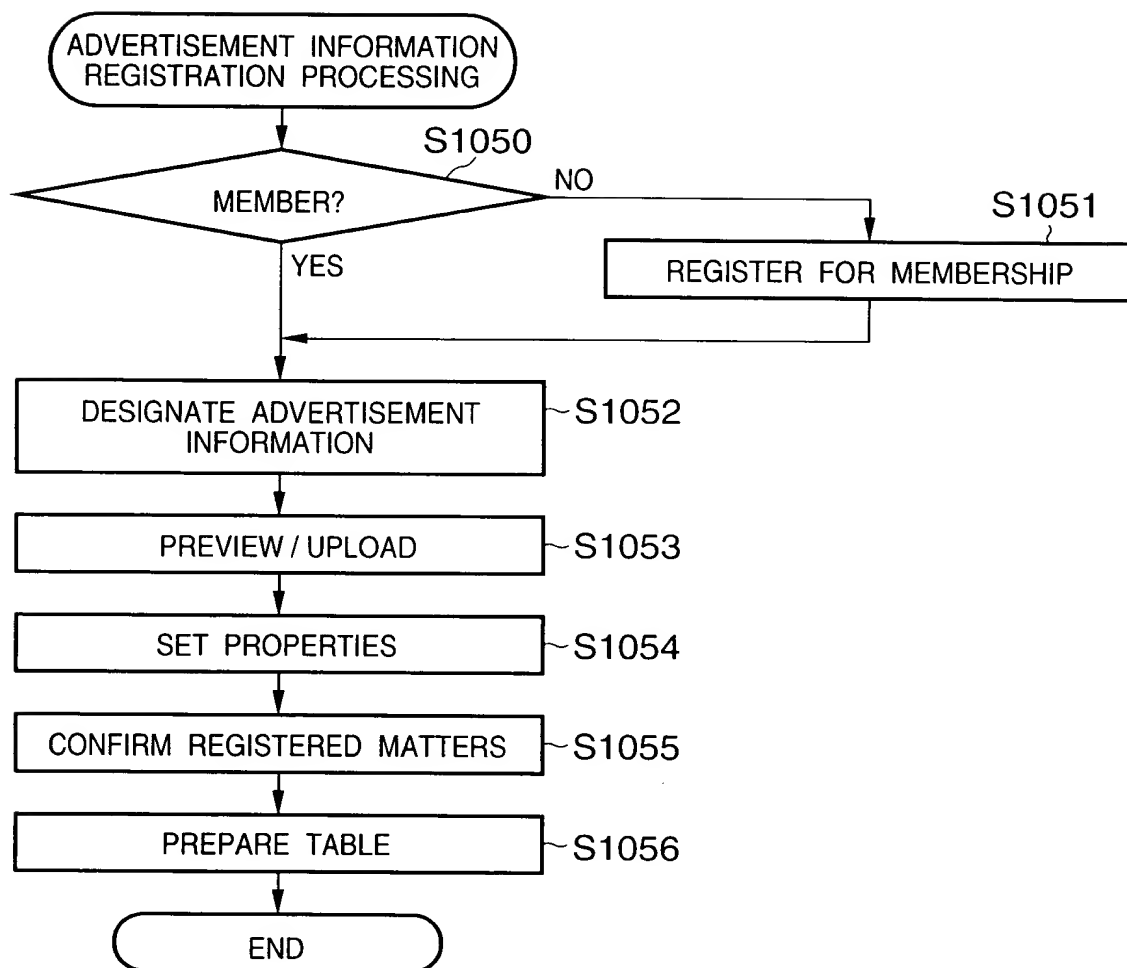 ADVERTISEMENT INFORMATION
REGISTRATION PROCESSING
S1050
MEMBER?
NO
S1051
YES
REGISTER FOR MEMBERSHIP
DESIGNATE ADVERTISEMENT
INFORMATION
S1052
PREVIEW / UPLOAD
S1053
SET PROPERTIES
S1054
CONFIRM REGISTERED MATTERS
S1055
PREPARE TABLE
S1056
END